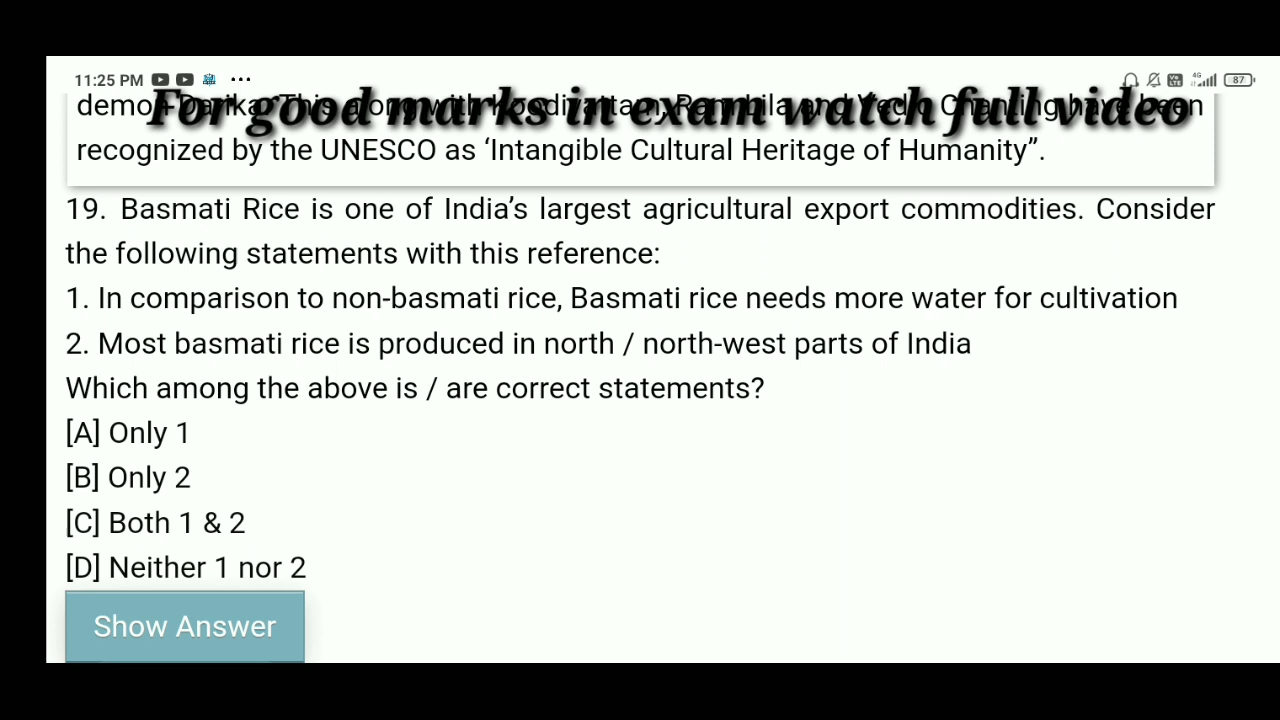 11:25 PM
4G
87
For good marks in exam watch full video
recognized by the UNESCO as ‘Intangible Cultural Heritage of Humanity”.
19. Basmati Rice is one of India’s largest agricultural export commodities. Consider
the following statements with this reference:
1. In comparison to non-basmati rice, Basmati rice needs more water for cultivation
2. Most basmati rice is produced in north / north-west parts of India
Which among the above is / are correct statements?
[A] Only 1
[B] Only 2
[C] Both 1 & 2
[D] Neither 1 nor 2
Show Answer